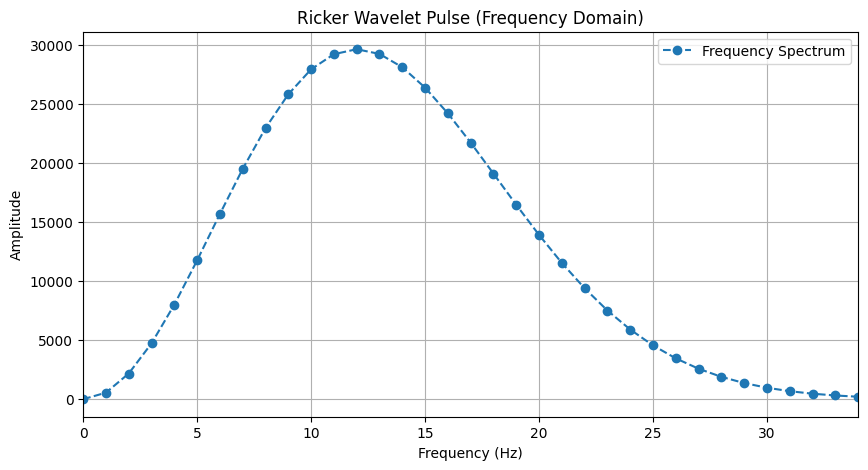 Ricker Wavelet Pulse (Frequency Domain)
Frequency Spectrum
30000
25000
20000
15000
10000
5000
0
Amplitude
0 5 10 15 20 25 30
Frequency (Hz)